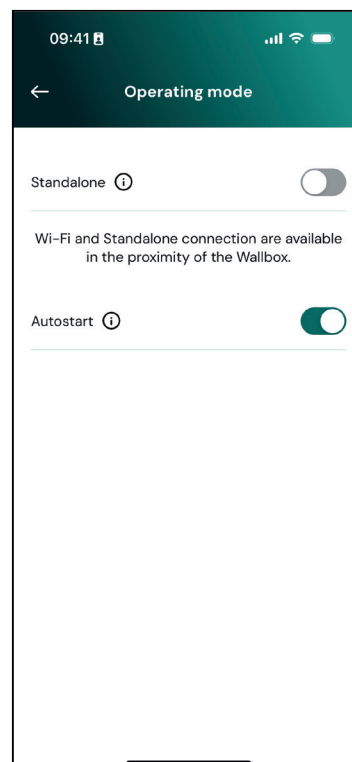 09:41
Operating mode
Standalone
Wi-Fi and Standalone connection are available
in the proximity of the Wallbox.
Autostart